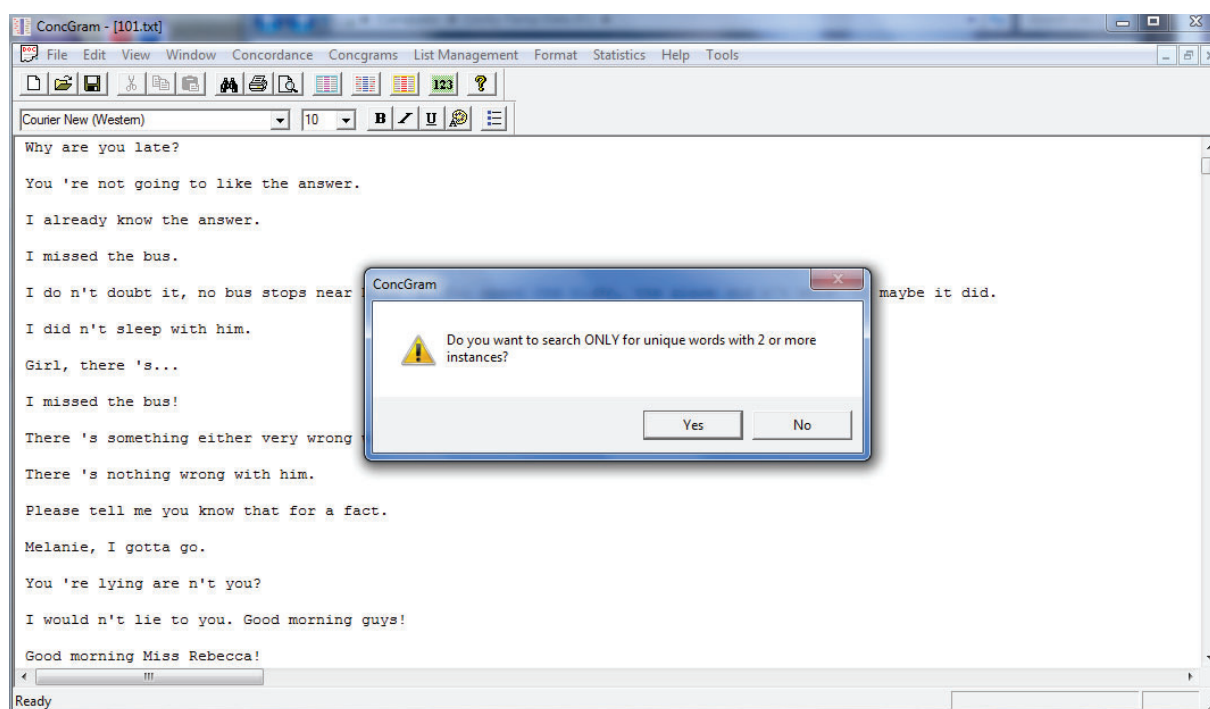 ConcGram - [101.txt]
File Edit View Window Concordance Concgrams List Management Format Statistics Help Tools
123 ?
Courier New (Western) 10 B I U
Why are you late?
You 're not going to like the answer.
I already know the answer.
I missed the bus.
I do n't doubt it, no bus stops near maybe it did.
I did n't sleep with him.
Girl, there 's...
I missed the bus!
There 's something either very wrong
There 's nothing wrong with him.
Please tell me you know that for a fact.
Melanie, I gotta go.
You 're lying are n't you?
I would n't lie to you. Good morning guys!
Good morning Miss Rebecca!
ConcGram
Do you want to search ONLY for unique words with 2 or more
instances?
Yes No
Ready